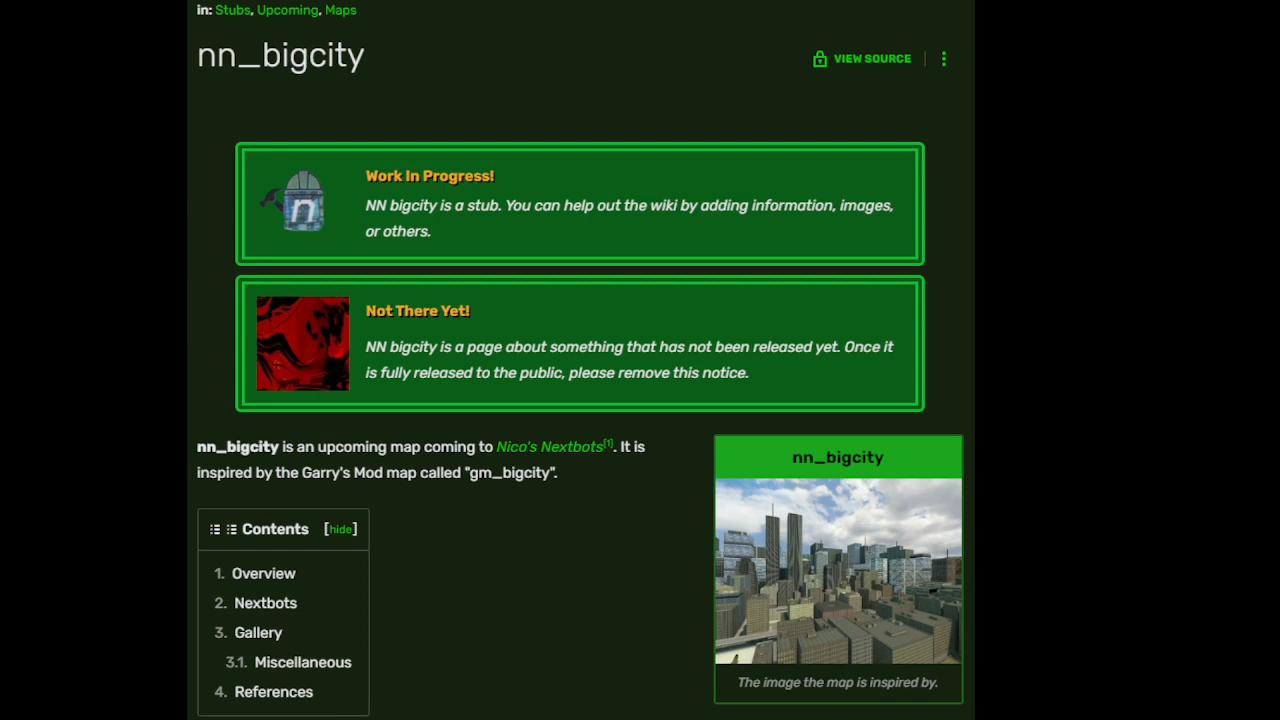 in: Stubs, Upcoming, Maps
nn_bigcity
VIEW SOURCE
Work In Progress!
n
NN bigcity is a stub. You can help out the wiki by adding information, images,
or others.
Not There Yet!
NN bigcity is a page about something that has not been released yet. Once it
is fully released to the public, please remove this notice.
nn_bigcity is an upcoming map coming to Nico's Nextbots[1]. It is
inspired by the Garry's Mod map called "gm_bigcity".
nn_bigcity
The image the map is inspired by.
Contents [hide]
1. Overview
2. Nextbots
3. Gallery
3.1. Miscellaneous
4. References